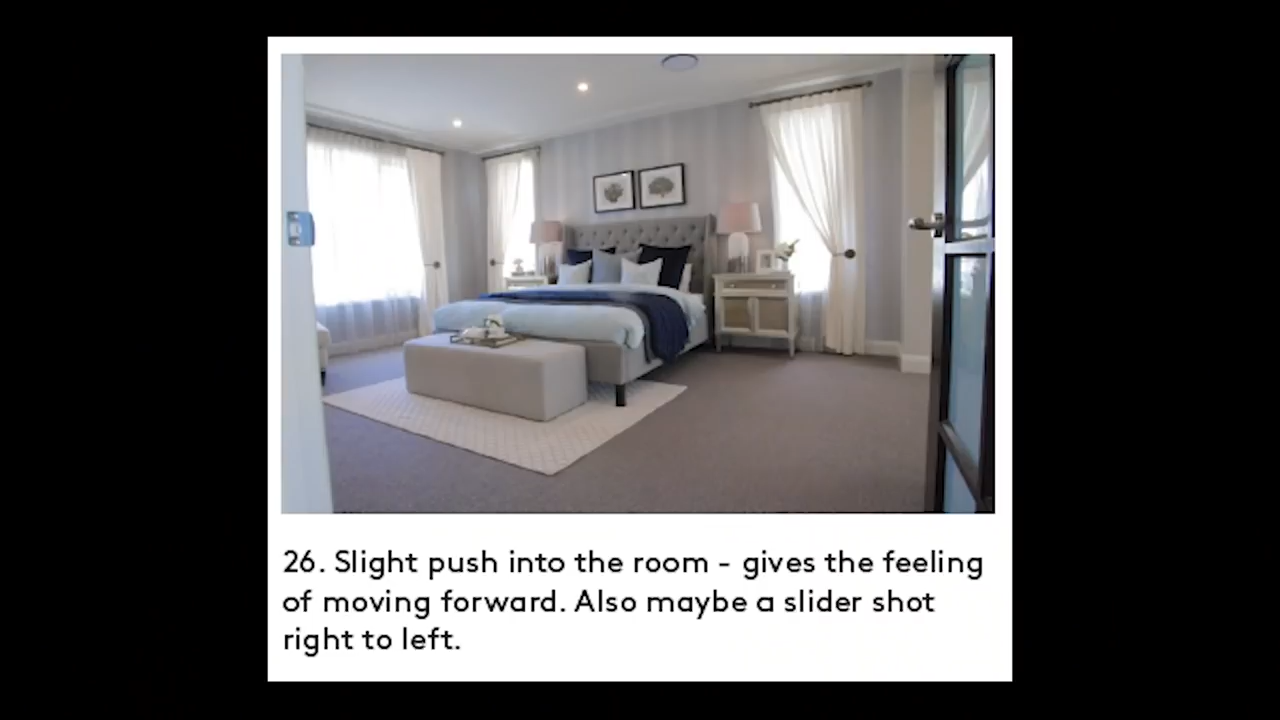 26. Slight push into the room - gives the feeling
of moving forward. Also maybe a slider shot
right to left.